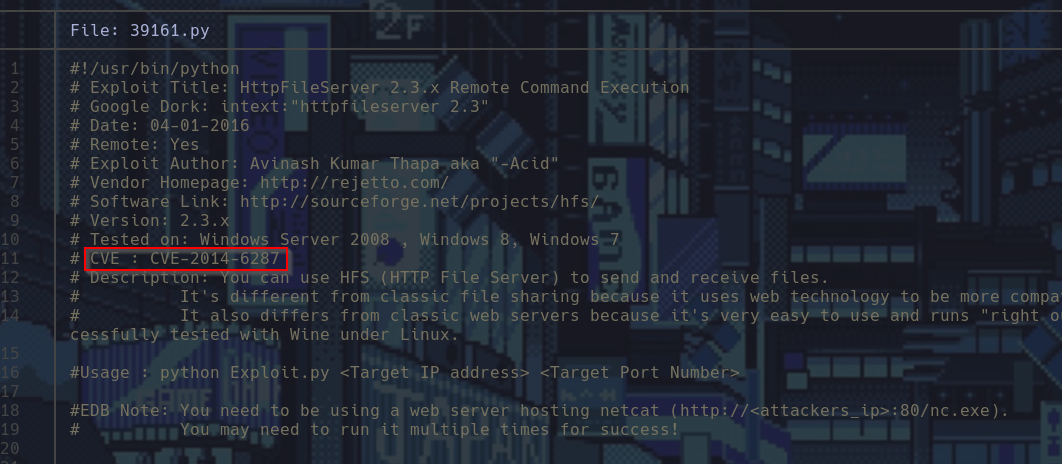 File: 39161.py
1 #!/usr/bin/python
2 # Exploit Title: HttpFileServer 2.3.x Remote Command Execution
3 # Google Dork: intext:"httpfileserver 2.3"
4 # Date: 04-01-2016
5 # Remote: Yes
6 # Exploit Author: Avinash Kumar Thapa aka "-Acid"
7 # Vendor Homepage: http://rejetto.com/
8 # Software Link: http://sourceforge.net/projects/hfs/
9 # Version: 2.3.x
10 # Tested on: Windows Server 2008 , Windows 8, Windows 7
11 # CVE : CVE-2014-6287
12 # Description: You can use HFS (HTTP File Server) to send and receive files.
13 # It's different from classic file sharing because it uses web technology to be more compa
14 # It also differs from classic web servers because it's very easy to use and runs "right ou
cessfully tested with Wine under Linux.
15
16 #Usage : python Exploit.py <Target IP address> <Target Port Number>
17
18 #EDB Note: You need to be using a web server hosting netcat (http://<attackers_ip>:80/nc.exe).
19 # You may need to run it multiple times for success!
20